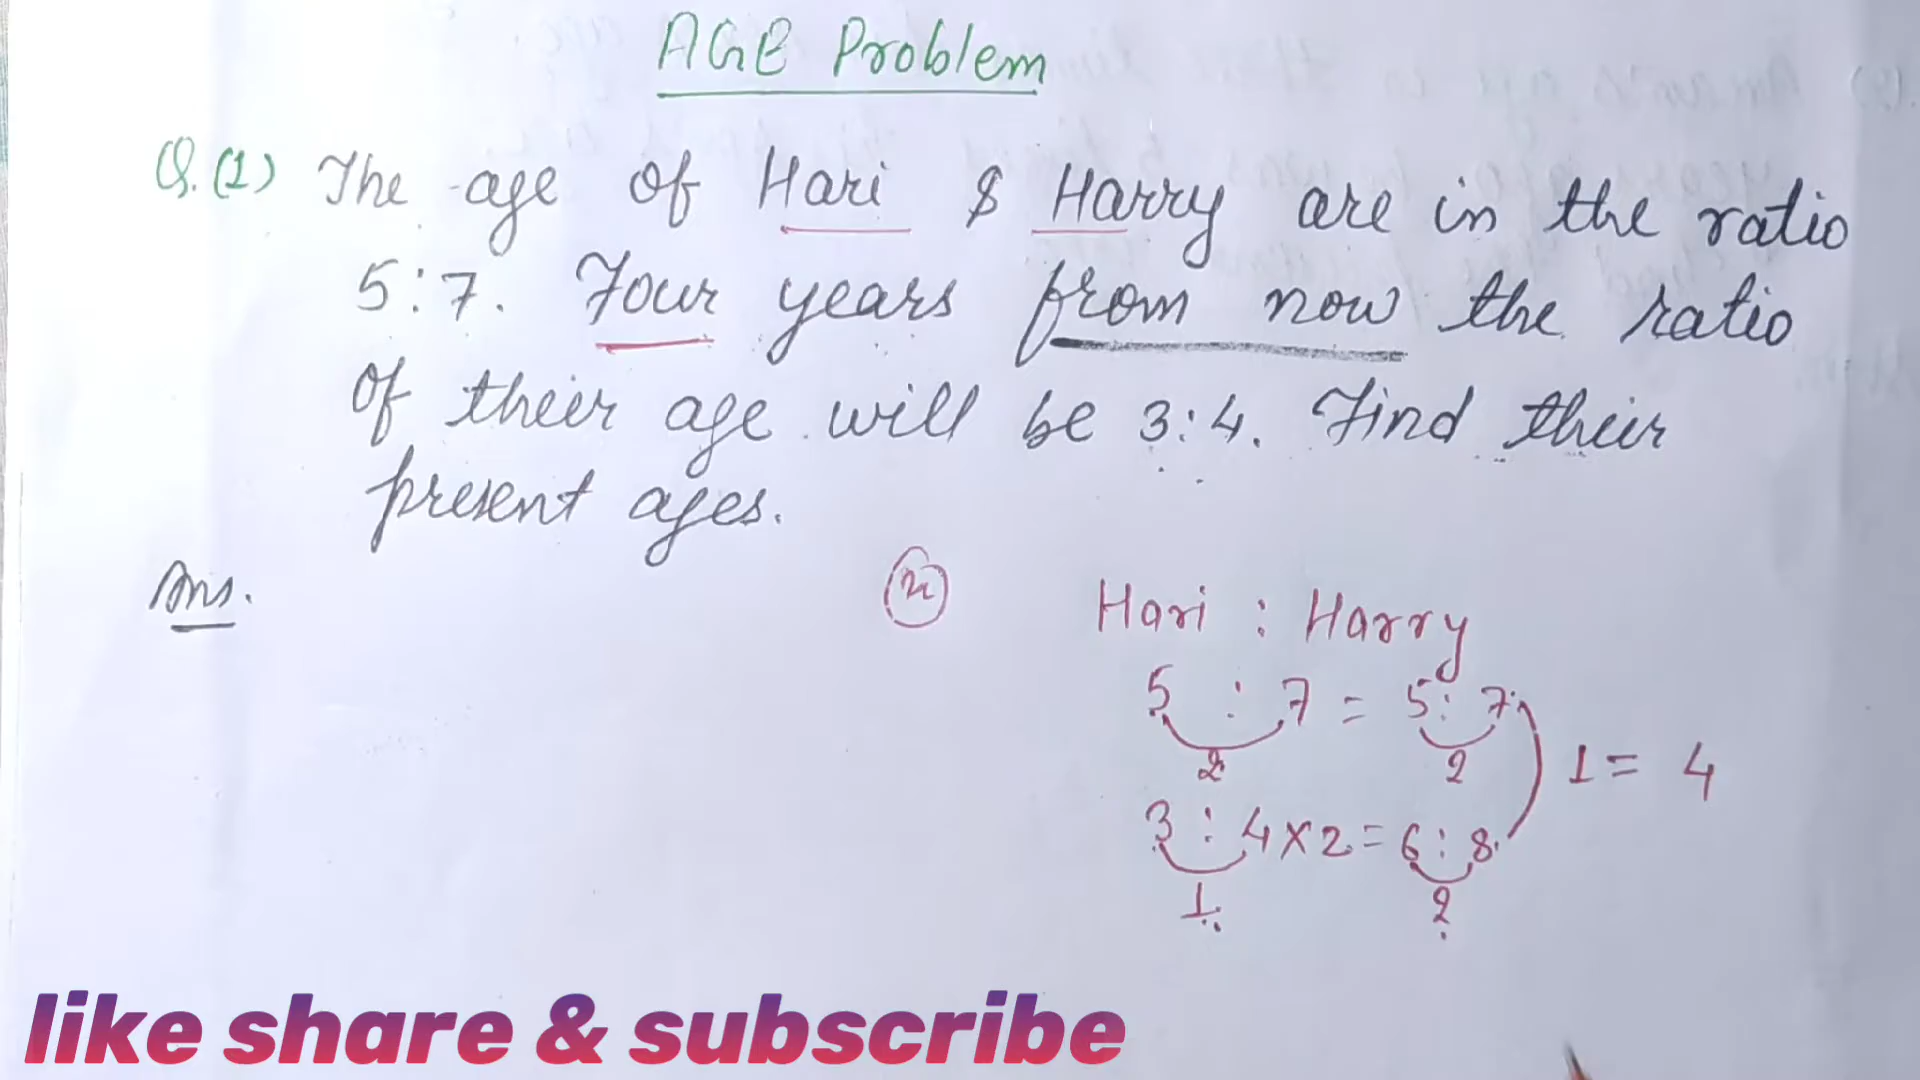 AGE Problem
Q.(1) The age of Hari & Harry are in the ratio
5:7. Four years from now the ratio
of their age will be 3:4. Find their
present ages.
Ans.
x
Hari : Harry
5 : 7 = 5 : 7
2 2
1 = 4
3 : 4 × 2 = 6 : 8
1 2
like share & subscribe